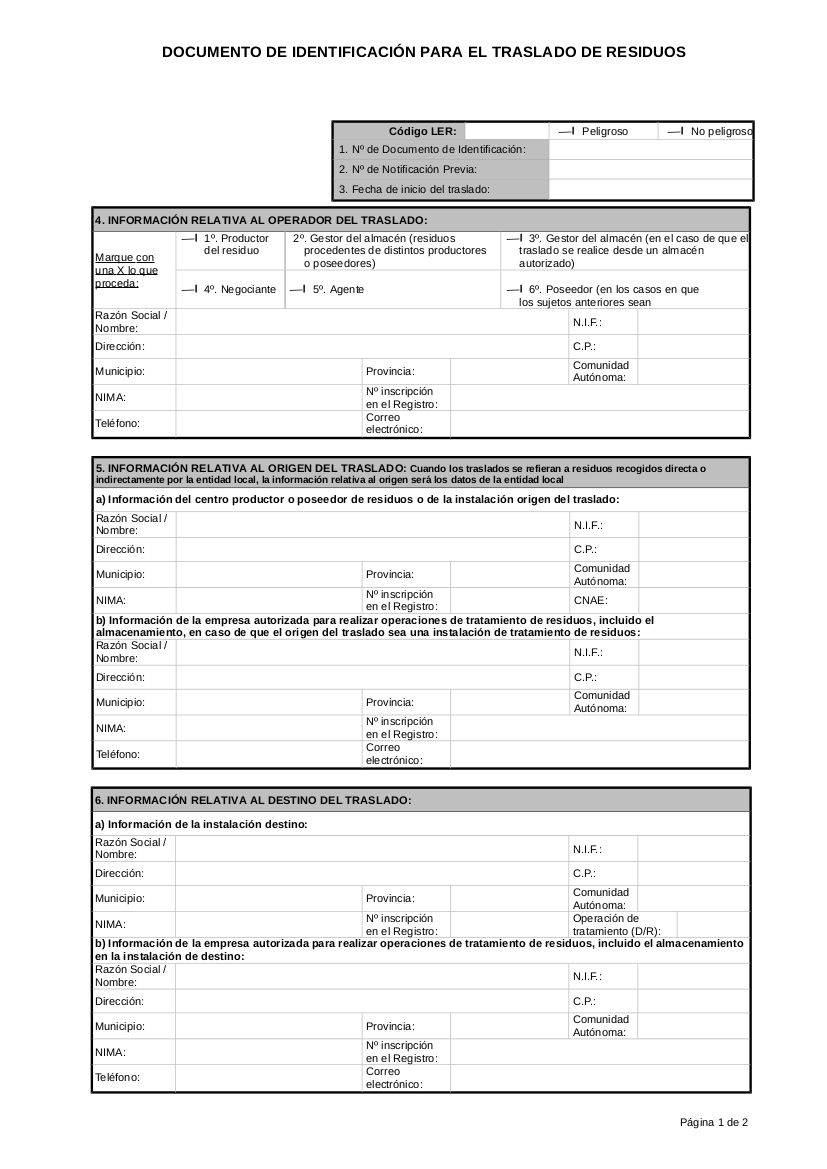 DOCUMENTO DE IDENTIFICACIÓN PARA EL TRASLADO DE RESIDUOS
Código LER: Peligroso No peligroso
1. Nº de Documento de Identificación:
2. Nº de Notificación Previa:
3. Fecha de inicio del traslado:
4. INFORMACIÓN RELATIVA AL OPERADOR DEL TRASLADO:
Marque con
una X lo que
proceda:
1º. Productor
del residuo
2º. Gestor del almacén (residuos
procedentes de distintos productores
o poseedores)
3º. Gestor del almacén (en el caso de que el
traslado se realice desde un almacén
autorizado)
4º. Negociante
5º. Agente
6º. Poseedor (en los casos en que
los sujetos anteriores sean
Razón Social /
Nombre:
N.I.F.:
Dirección:
C.P.:
Municipio:
Provincia:
Comunidad
Autónoma:
NIMA:
Nº inscripción
en el Registro:
Teléfono:
Correo
electrónico:
5. INFORMACIÓN RELATIVA AL ORIGEN DEL TRASLADO: Cuando los traslados se refieran a residuos recogidos directa o
indirectamente por la entidad local, la información relativa al origen será los datos de la entidad local
a) Información del centro productor o poseedor de residuos o de la instalación origen del traslado:
Razón Social /
Nombre:
N.I.F.:
Dirección:
C.P.:
Municipio:
Provincia:
Comunidad
Autónoma:
NIMA:
Nº inscripción
en el Registro:
CNAE:
b) Información de la empresa autorizada para realizar operaciones de tratamiento de residuos, incluido el
almacenamiento, en caso de que el origen del traslado sea una instalación de tratamiento de residuos:
Razón Social /
Nombre:
N.I.F.:
Dirección:
C.P.:
Municipio:
Provincia:
Comunidad
Autónoma:
NIMA:
Nº inscripción
en el Registro:
Teléfono:
Correo
electrónico:
6. INFORMACIÓN RELATIVA AL DESTINO DEL TRASLADO:
a) Información de la instalación destino:
Razón Social /
Nombre:
N.I.F.:
Dirección:
C.P.:
Municipio:
Provincia:
Comunidad
Autónoma:
NIMA:
Nº inscripción
en el Registro:
Operación de
tratamiento (D/R):
b) Información de la empresa autorizada para realizar operaciones de tratamiento de residuos, incluido el almacenamiento
en la instalación de destino:
Razón Social /
Nombre:
N.I.F.:
Dirección:
C.P.:
Municipio:
Provincia:
Comunidad
Autónoma:
NIMA:
Nº inscripción
en el Registro:
Teléfono:
Correo
electrónico:
Página 1 de 2